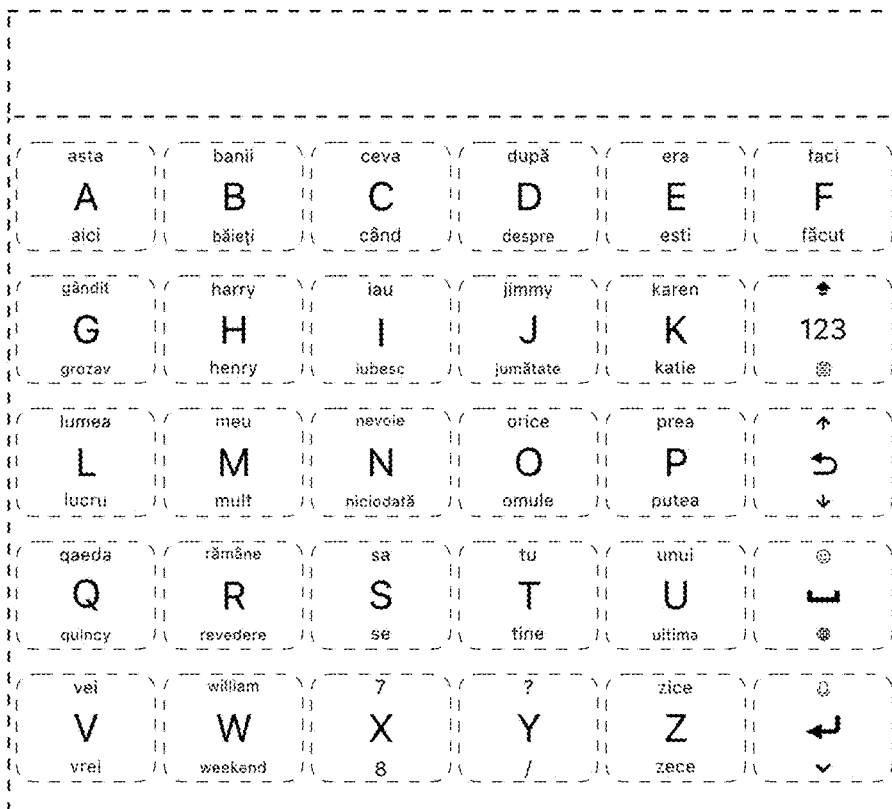 asta banii ceva după era faci
A B C D E F
aici băieți când despre esti făcut
gândit harry iau jimmy karen
G H I J K 123
grozav henry iubesc jumătate katie
lumea meu nevoie orice prea
L M N O P
lucru mult niciodată omule putea
qaeda rămâne sa tu unui
Q R S T U
quincy revedere se tine ultima
vei william 7 ? zice
V W X Y Z
vrei weekend 8 / zece